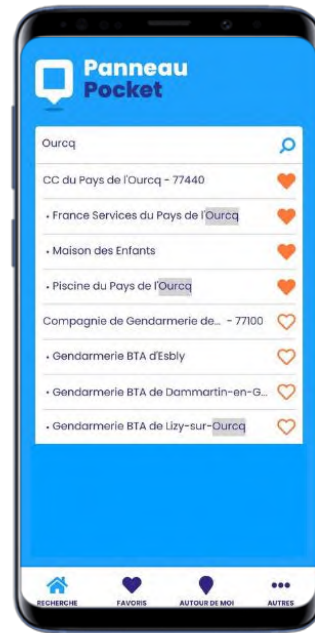 Panneau
Pocket
Ourcq
CC du Pays de l'Ourcq - 77440
• France Services du Pays de l'Ourcq
• Maison des Enfants
• Piscine du Pays de l'Ourcq
Compagnie de Gendarmerie de... - 77100
• Gendarmerie BTA d'Esbly
• Gendarmerie BTA de Dammartin-en-G...
• Gendarmerie BTA de Lizy-sur-Ourcq
RECHERCHE FAVORIS AUTOUR DE MOI AUTRES